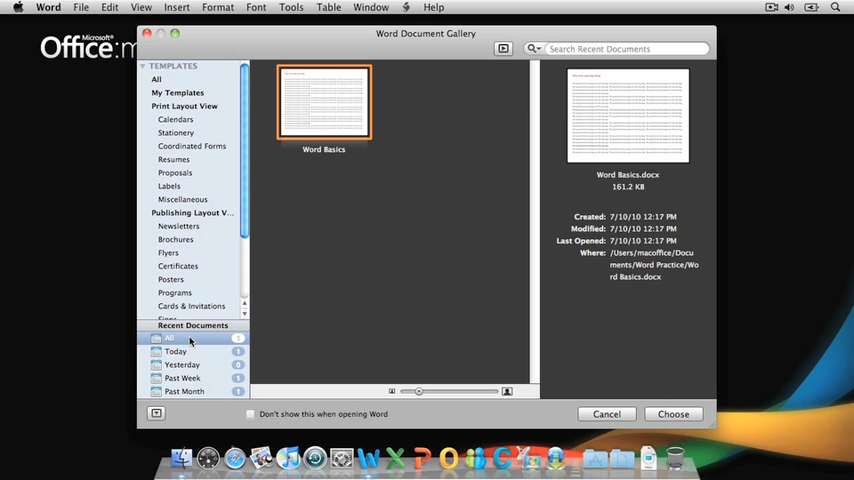 Word File Edit View Insert Format Font Tools Table Window Help
Microsoft®
Office:m
Word Document Gallery
Search Recent Documents
TEMPLATES
All
My Templates
Print Layout View
Calendars
Stationery
Coordinated Forms
Resumes
Proposals
Labels
Miscellaneous
Publishing Layout V...
Newsletters
Brochures
Flyers
Certificates
Posters
Programs
Cards & Invitations
Signs
Recent Documents
All 1
Today 1
Yesterday 0
Past Week 1
Past Month 1
Word Basics
Word Basics.docx
161.2 KB
Created: 7/10/10 12:17 PM
Modified: 7/10/10 12:17 PM
Last Opened: 7/10/10 12:17 PM
Where: /Users/macoffice/Docu
ments/Word Practice/Wo
rd Basics.docx
Don't show this when opening Word
Cancel
Choose